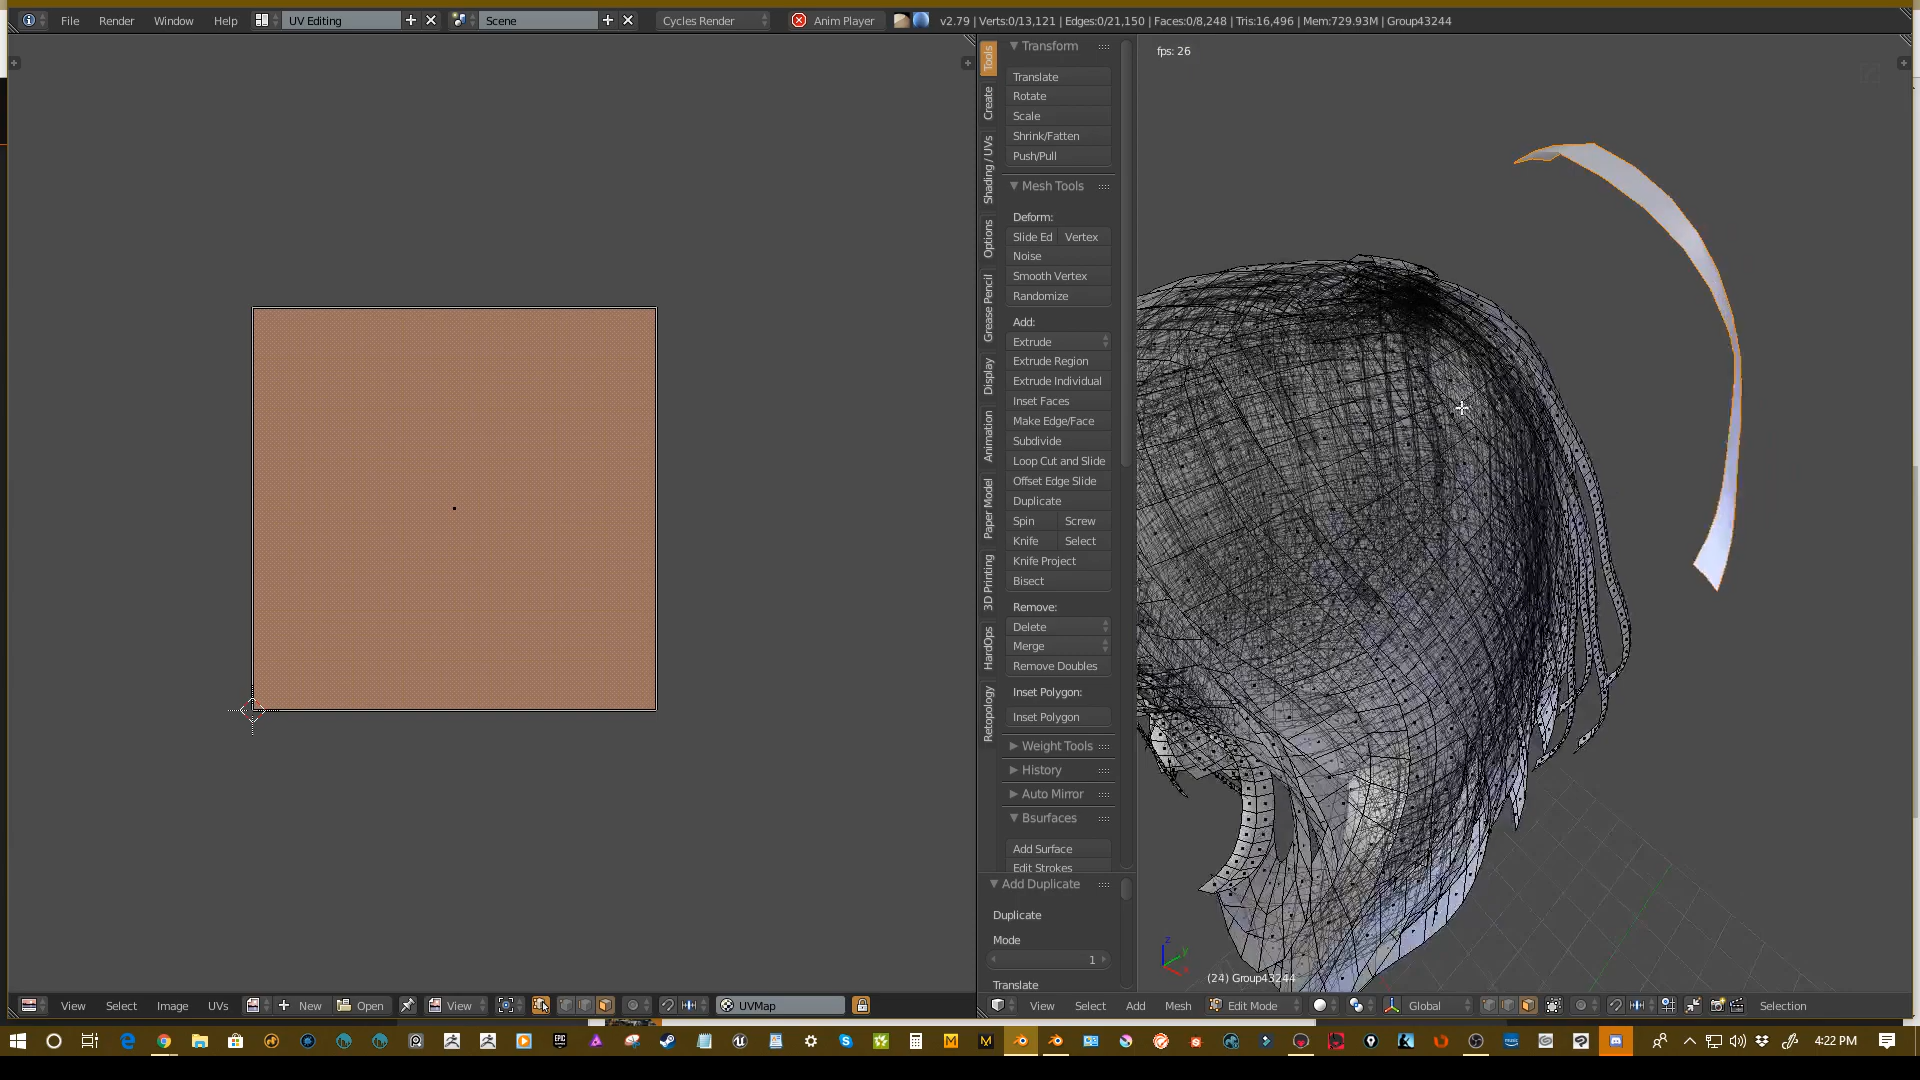 File Render Window Help UV Editing Scene Cycles Render Anim Player v2.79 | Verts:0/13,121 | Edges:0/21,150 | Faces:0/8,248 | Tris:16,496 | Mem:729.93M | Group43244
Tools
Create
Shading / UVs
Options
Grease Pencil
Display
Animation
Paper Model
3D Printing
HardOps
Retopology
Transform
Translate
Rotate
Scale
Shrink/Fatten
Push/Pull
Mesh Tools
Deform:
Slide Ed Vertex
Noise
Smooth Vertex
Randomize
Add:
Extrude
Extrude Region
Extrude Individual
Inset Faces
Make Edge/Face
Subdivide
Loop Cut and Slide
Offset Edge Slide
Duplicate
Spin Screw
Knife Select
Knife Project
Bisect
Remove:
Delete
Merge
Remove Doubles
Inset Polygon:
Inset Polygon
Weight Tools
History
Auto Mirror
Bsurfaces
Add Surface
Edit Strokes
Add Duplicate
Duplicate
Mode
1
Translate
fps: 26
z
y
x
(24) Group43244
View Select Image UVs New Open View UVMap
View Select Add Mesh Edit Mode Global Selection
4:22 PM